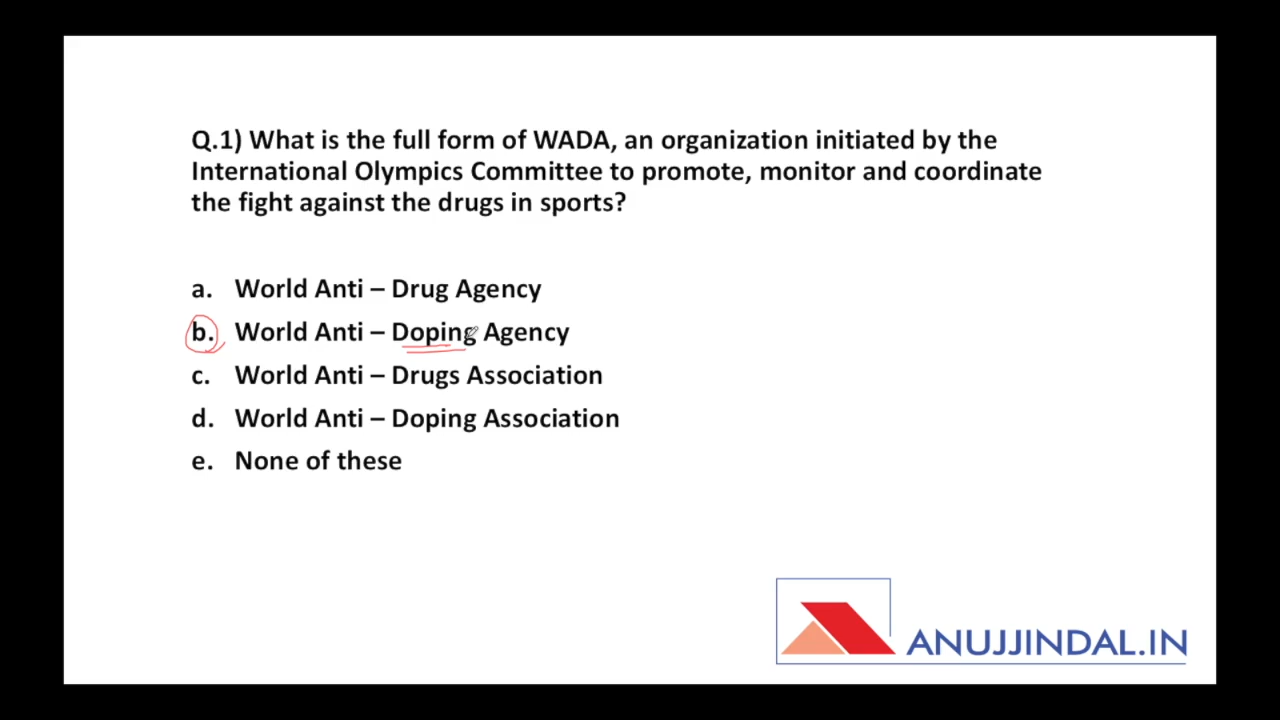 Q.1) What is the full form of WADA, an organization initiated by the
International Olympics Committee to promote, monitor and coordinate
the fight against the drugs in sports?
a. World Anti – Drug Agency
b. World Anti – Doping Agency
c. World Anti – Drugs Association
d. World Anti – Doping Association
e. None of these
ANUJJINDAL.IN